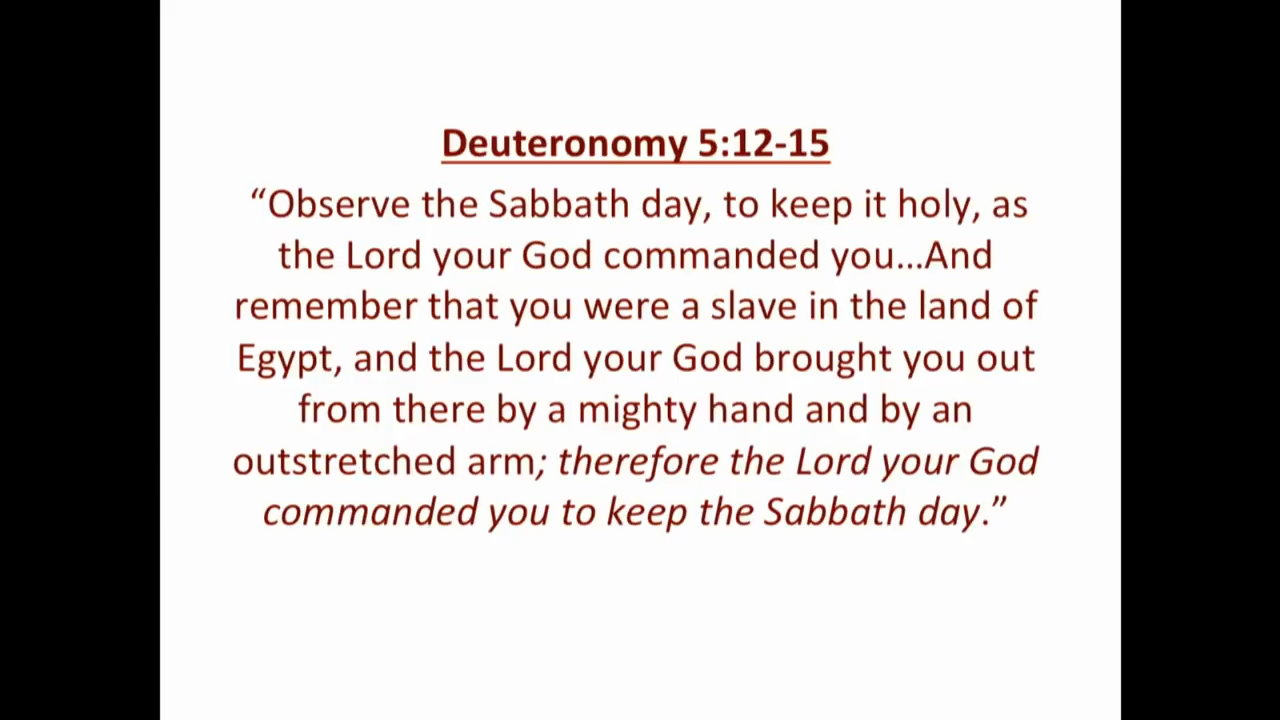 Deuteronomy 5:12-15
“Observe the Sabbath day, to keep it holy, as
the Lord your God commanded you...And
remember that you were a slave in the land of
Egypt, and the Lord your God brought you out
from there by a mighty hand and by an
outstretched arm; therefore the Lord your God
commanded you to keep the Sabbath day.”